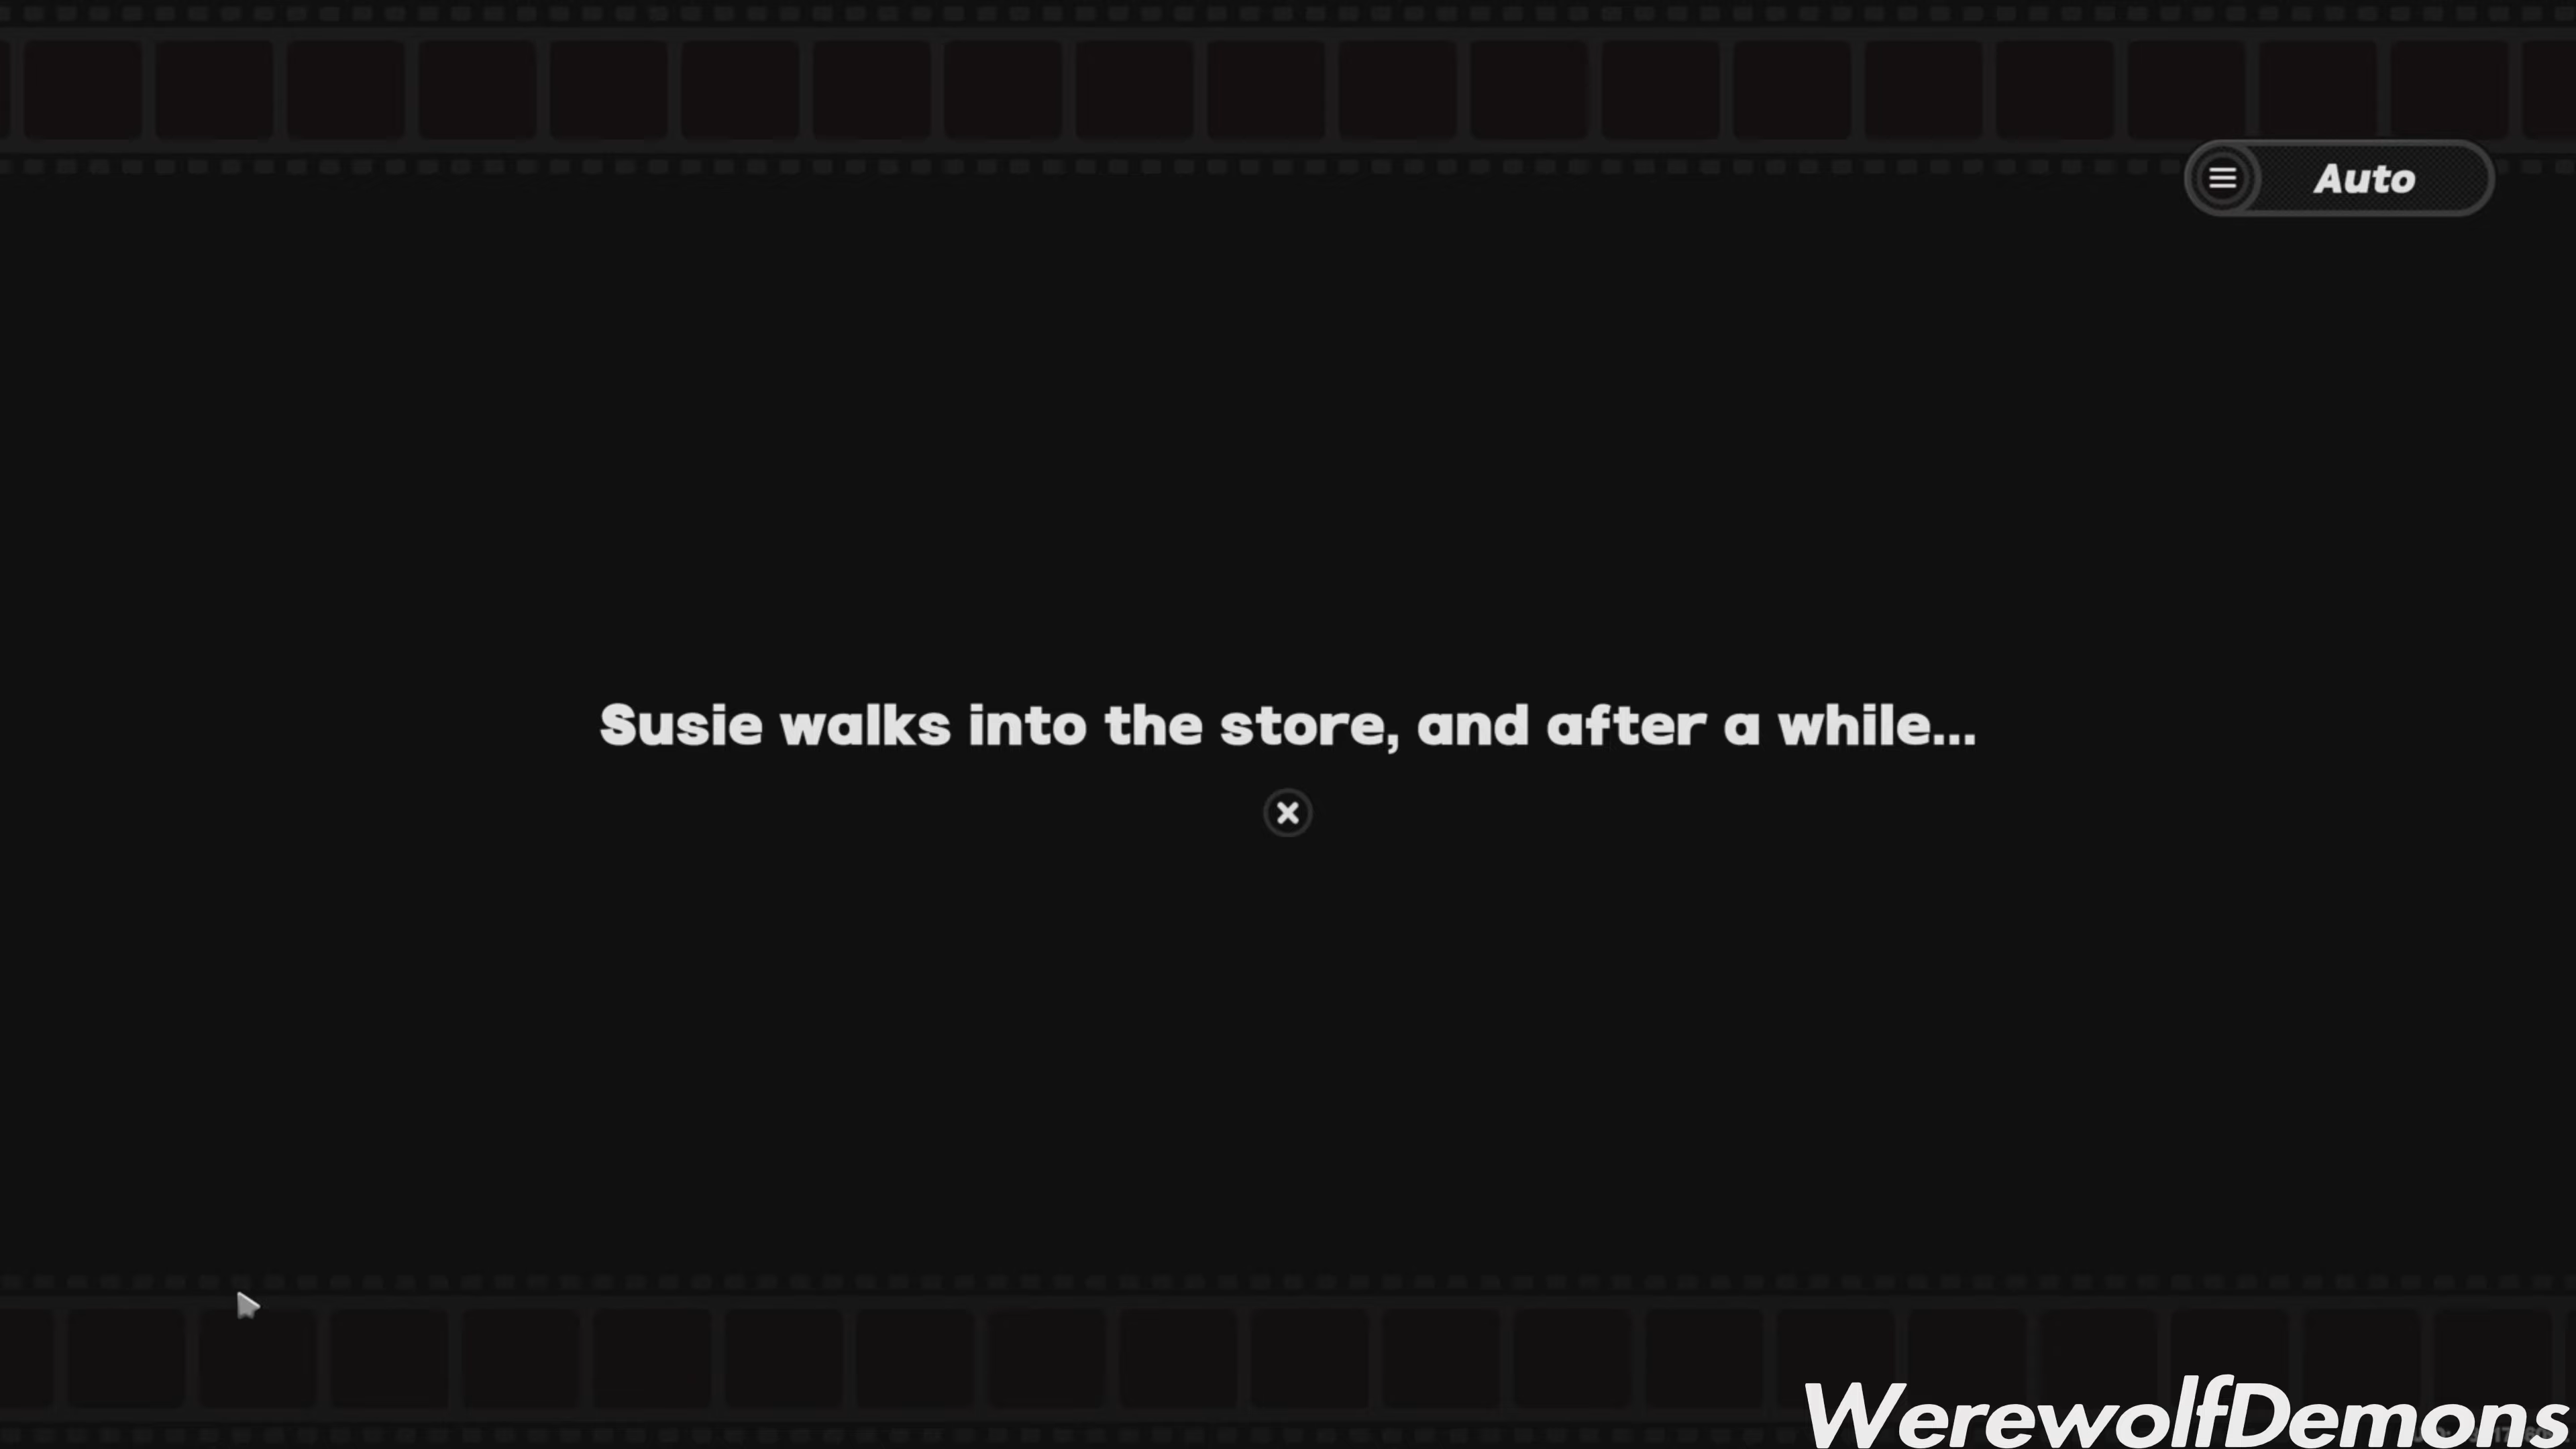 Auto
Susie walks into the store, and after a while...
WerewolfDemons